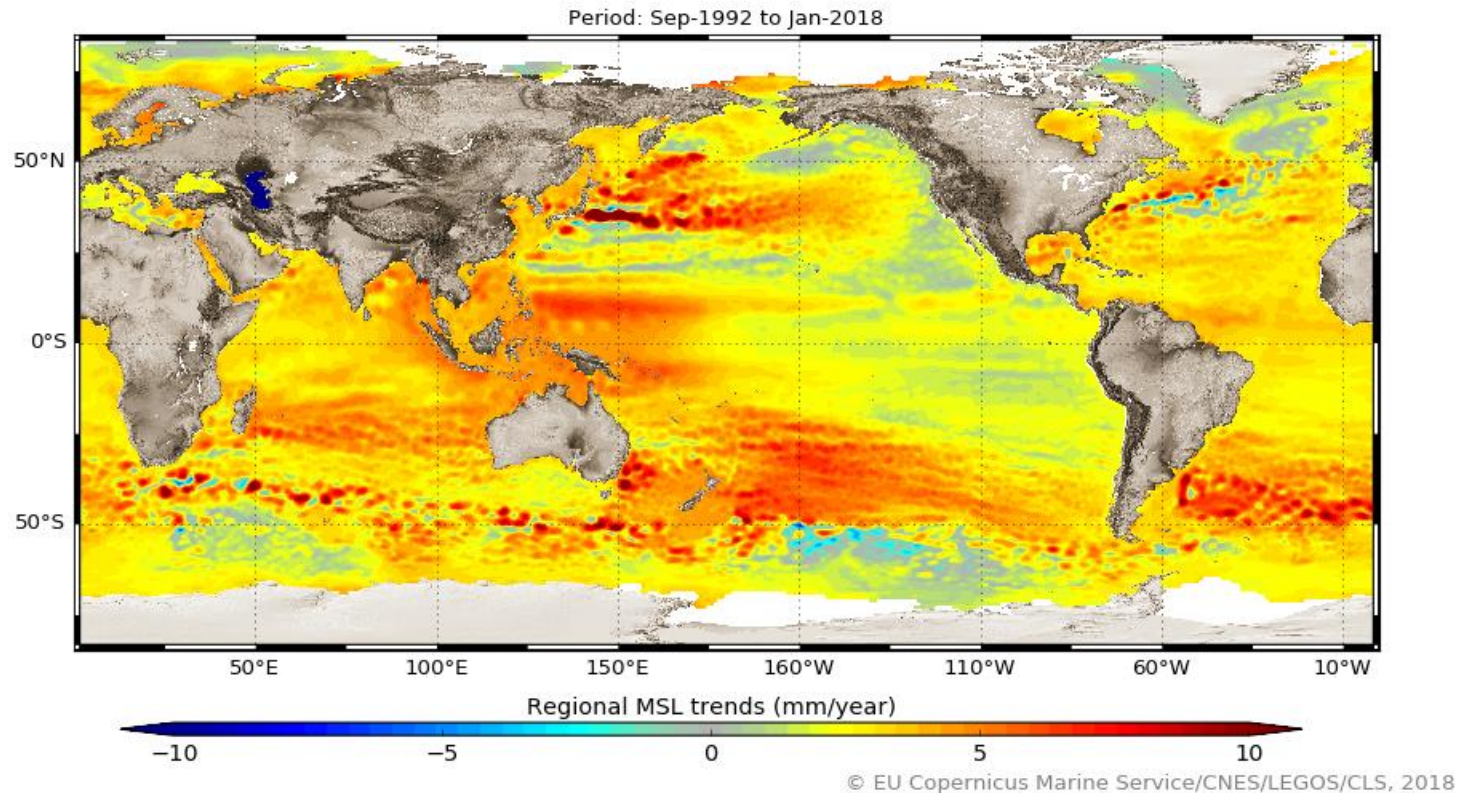 Period: Sep-1992 to Jan-2018
50°N
0°S
50°S
50°E 100°E 150°E 160°W 110°W 60°W 10°W
Regional MSL trends (mm/year)
−10 −5 0 5 10
© EU Copernicus Marine Service/CNES/LEGOS/CLS, 2018